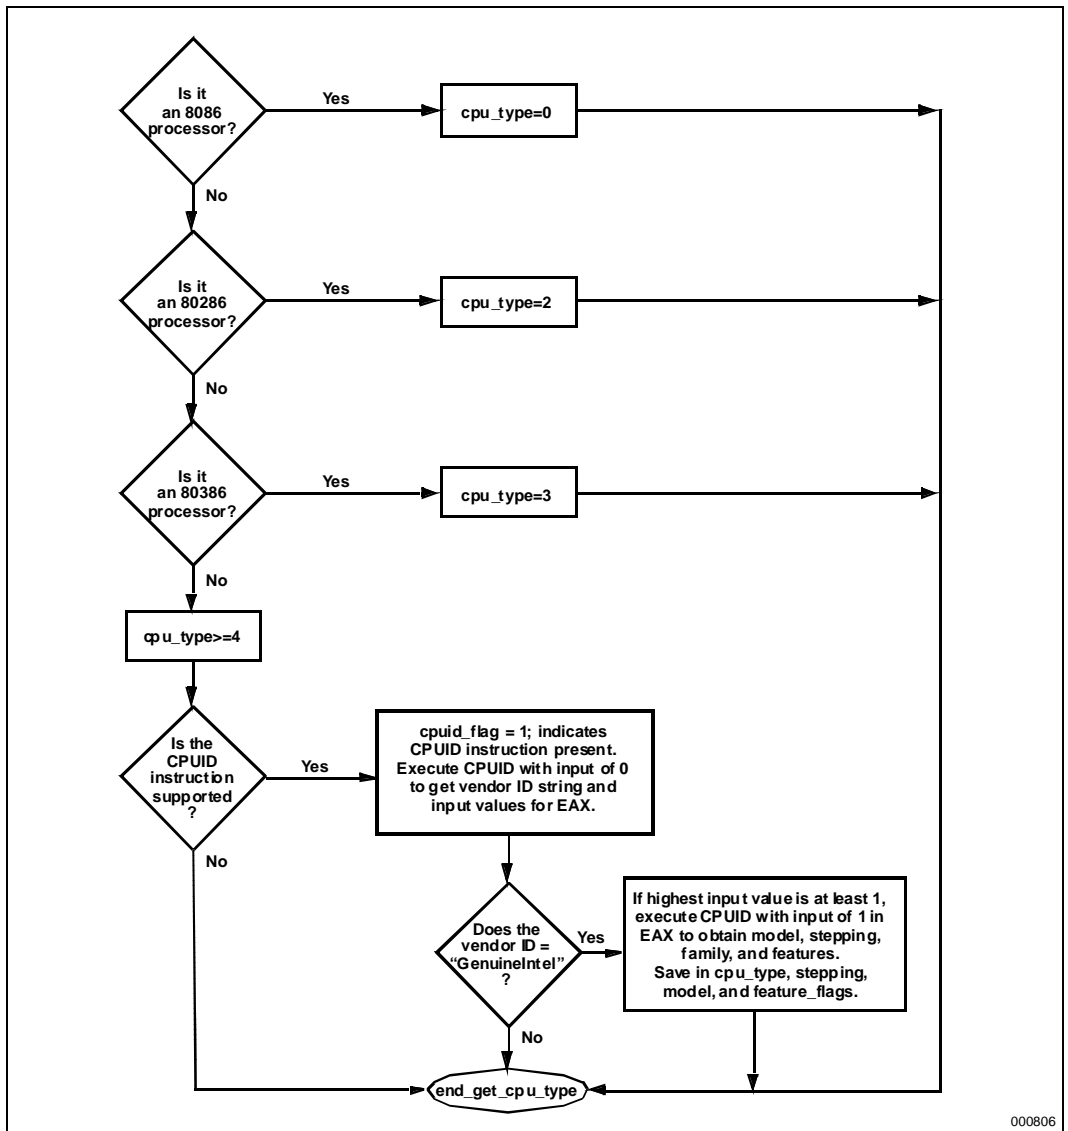 Is it
an 8086
processor?
Yes
cpu_type=0
No
Is it
an 80286
processor?
Yes
cpu_type=2
No
Is it
an 80386
processor?
Yes
cpu_type=3
No
cpu_type>=4
Is the
CPUID
instruction
supported
?
Yes
cpuid_flag = 1; indicates
CPUID instruction present.
Execute CPUID with input of 0
to get vendor ID string and
input values for EAX.
No
Does the
vendor ID =
“GenuineIntel”
?
Yes
If highest input value is at least 1,
execute CPUID with input of 1 in
EAX to obtain model, stepping,
family, and features.
Save in cpu_type, stepping,
model, and feature_flags.
No
end_get_cpu_type
000806